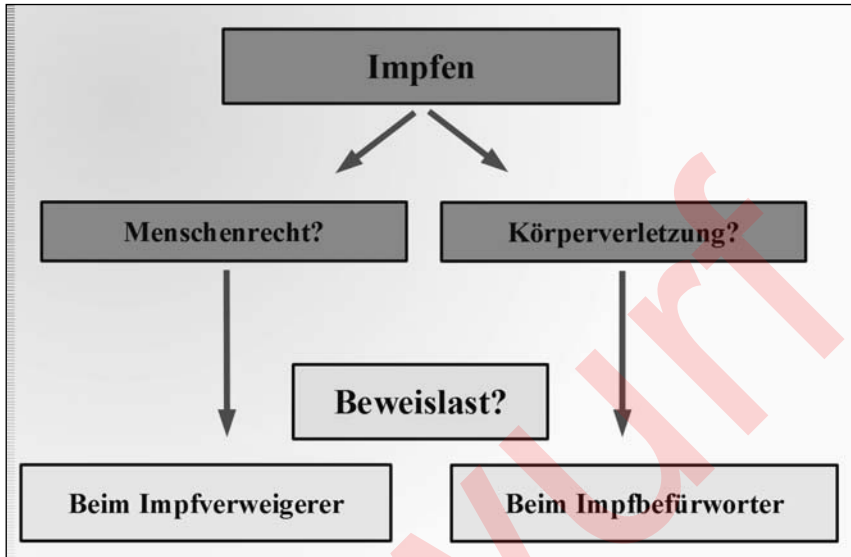 Impfen
Menschenrecht?
Körperverletzung?
Beweislast?
Beim Impfverweigerer
Beim Impfbefürworter